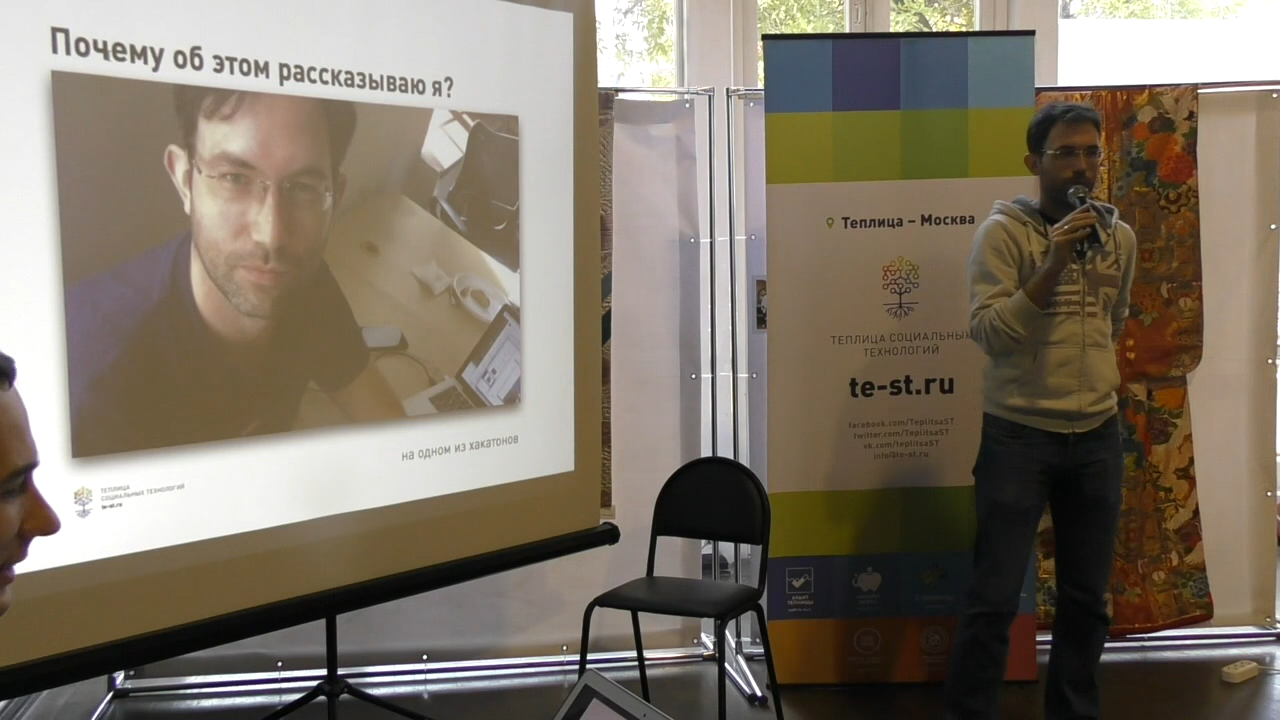 Почему об этом рассказываю я?
на одном из хакатонов
ТЕПЛИЦА
СОЦИАЛЬНЫХ ТЕХНОЛОГИЙ
te-st.ru
Теплица – Москва
ТЕПЛИЦА СОЦИАЛЬНЫ
ТЕХНОЛОГИЙ
te-st.ru
facebook.com/TeplitsaST
twitter.com/TeplitsaST
vk.com/teplitsaST
info@te-st.ru